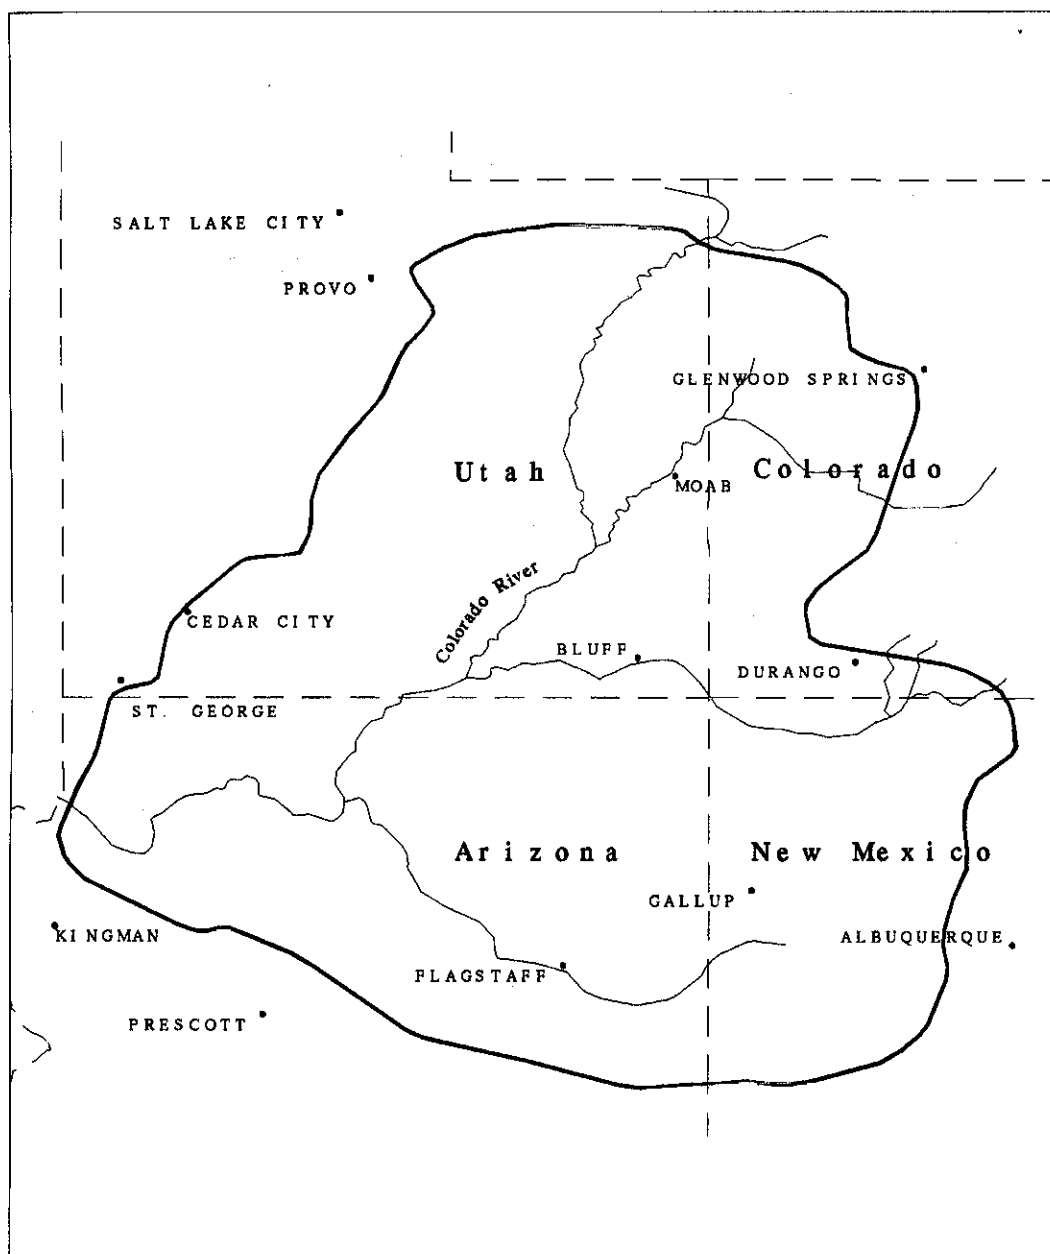 SALT LAKE CITY
PROVO
GLENWOOD SPRINGS
Utah
Colorado
MOAB
Colorado River
CEDAR CITY
BLUFF
DURANGO
ST. GEORGE
Arizona
New Mexico
GALLUP
KINGMAN
ALBUQUERQUE
FLAGSTAFF
PRESCOTT